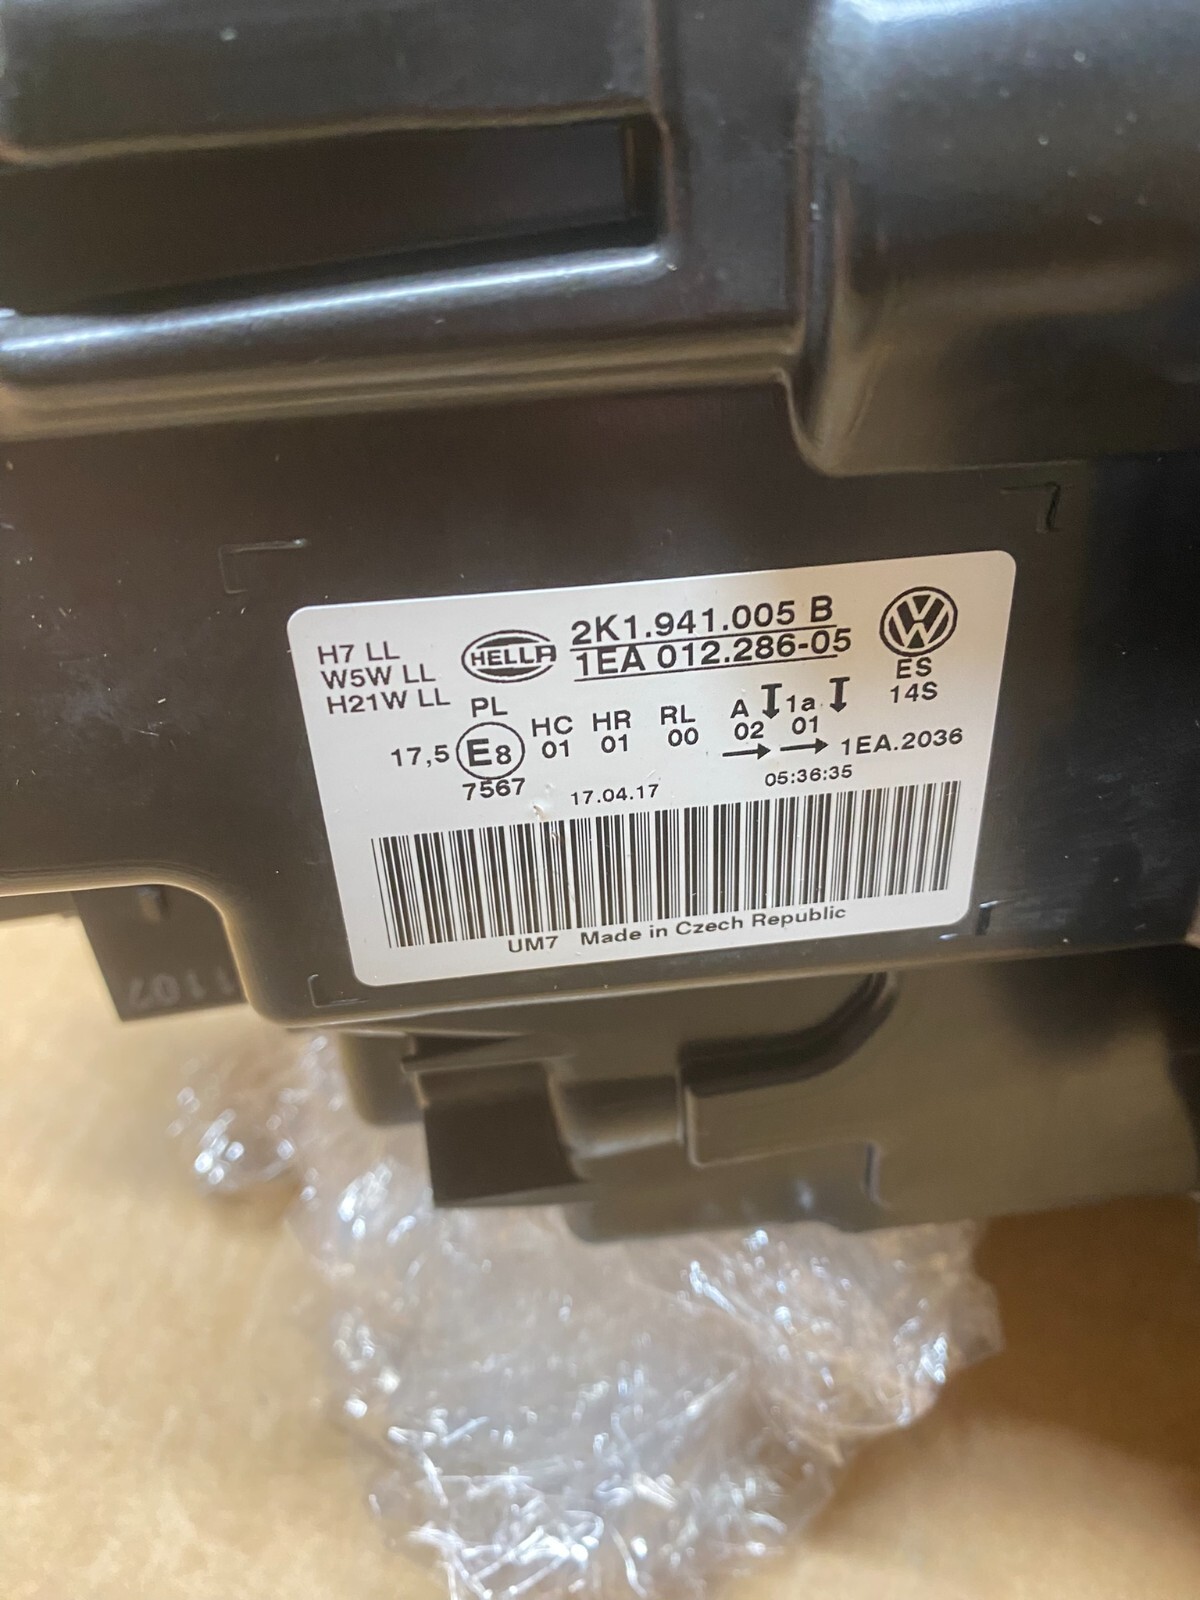 H7 LL
W5W LL
H21W LL
HELLA
2K1.941.005 B
1EA 012.286-05
ES
14S
PL
17,5 E8
7567
HC
01
HR
01
RL
00
A
02
1a
01
1EA.2036
17.04.17
05:36:35
UM7 Made in Czech Republic
1107